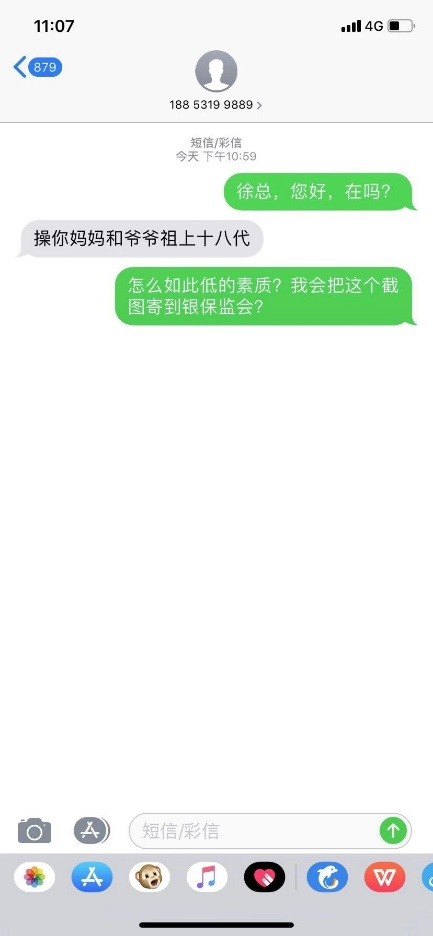 11:07
4G
879
188 5319 9889
短信/彩信
今天 下午10:59
徐总，您好，在吗？
操你妈妈和爷爷祖上十八代
怎么如此低的素质？我会把这个截
图寄到银保监会？
短信/彩信